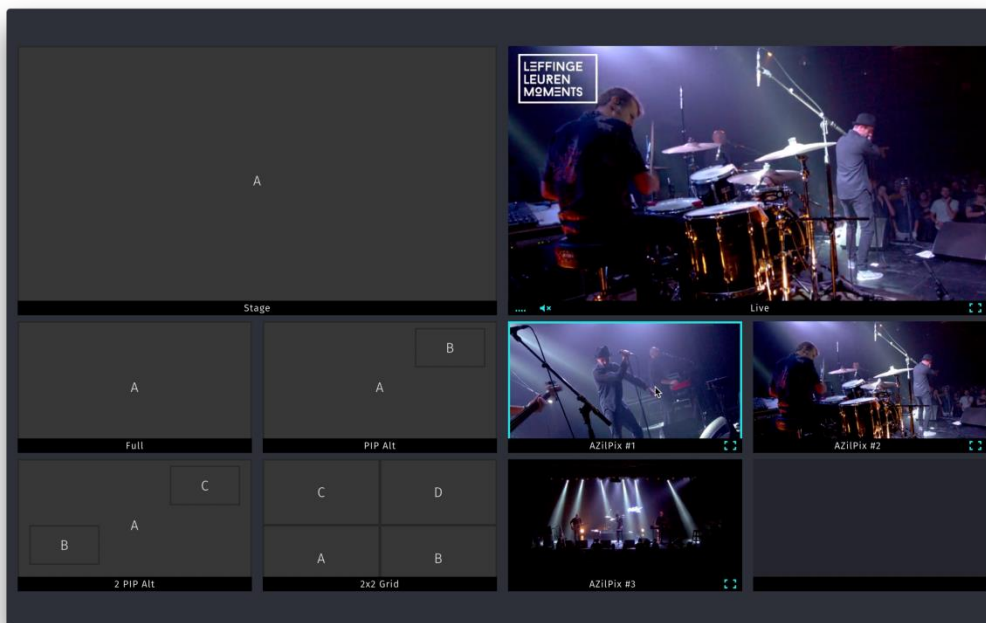 A
Stage
LEFFINGE
LEUREN
MOMENTS
Live
A
Full
B
A
PIP Alt
AZilPix #1
AZilPix #2
C
A
B
2 PIP Alt
C
D
A
B
2x2 Grid
AZilPix #3